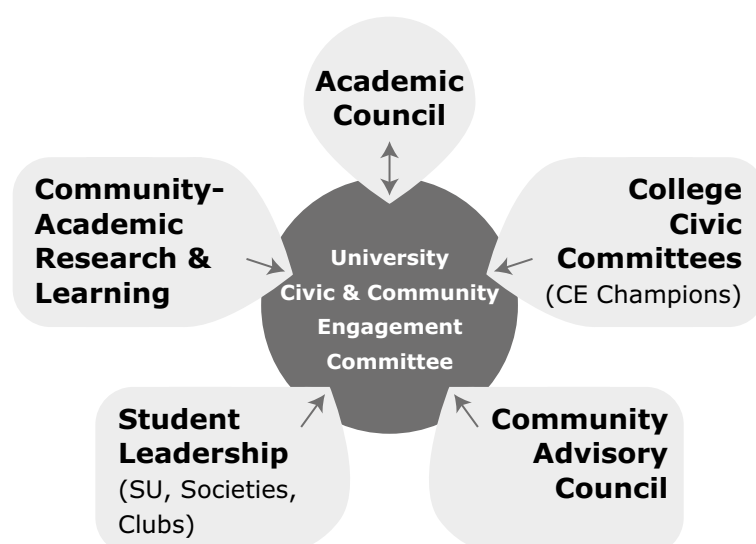 Academic
Council
Community-
Academic
Research &
Learning
College
Civic
Committees
(CE Champions)
University
Civic & Community
Engagement
Committee
Student
Leadership
(SU, Societies,
Clubs)
Community
Advisory
Council